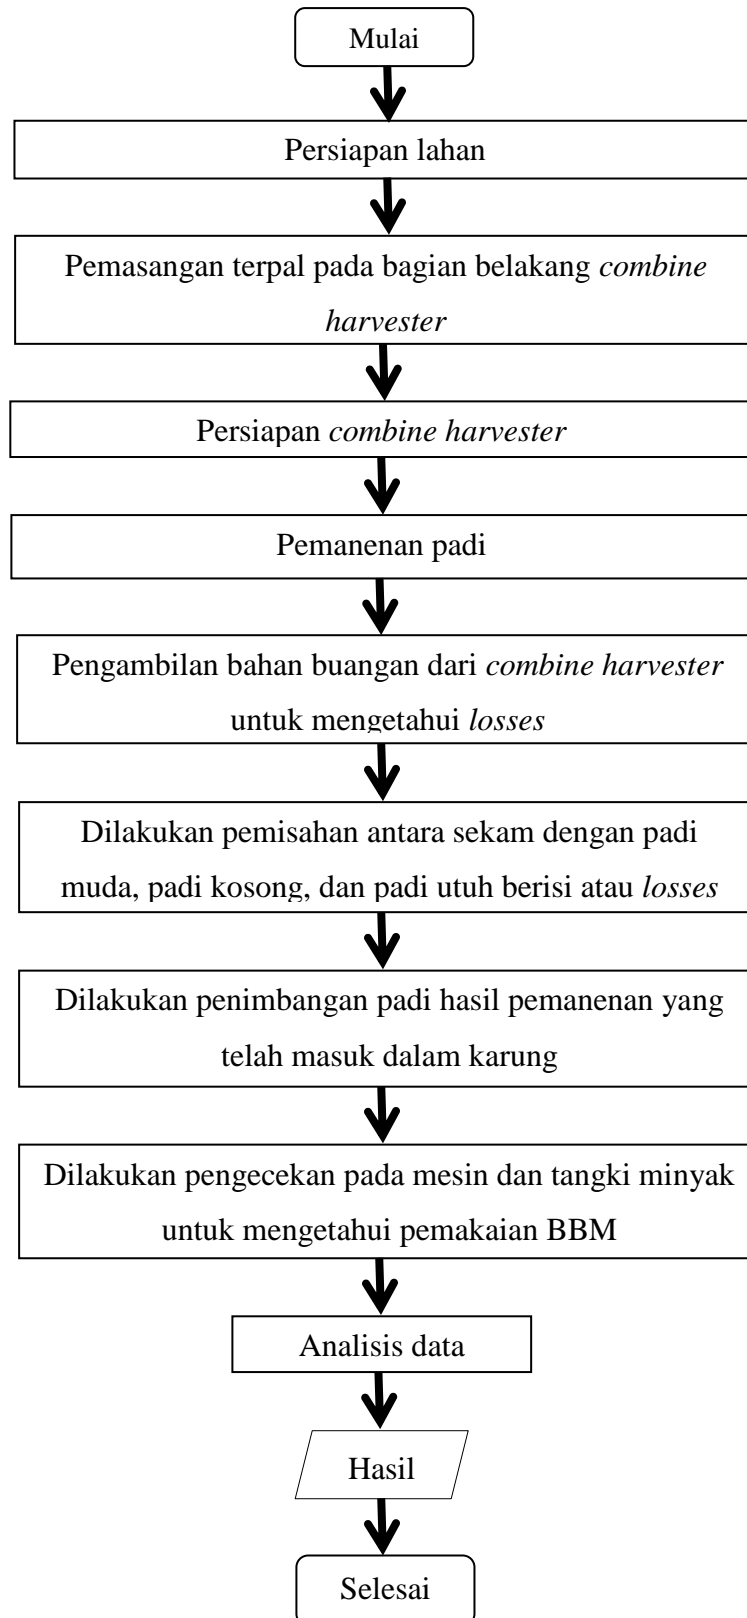 Mulai
Persiapan lahan
Pemasangan terpal pada bagian belakang combine
harvester
Persiapan combine harvester
Pemanenan padi
Pengambilan bahan buangan dari combine harvester
untuk mengetahui losses
Dilakukan pemisahan antara sekam dengan padi
muda, padi kosong, dan padi utuh berisi atau losses
Dilakukan penimbangan padi hasil pemanenan yang
telah masuk dalam karung
Dilakukan pengecekan pada mesin dan tangki minyak
untuk mengetahui pemakaian BBM
Analisis data
Hasil
Selesai